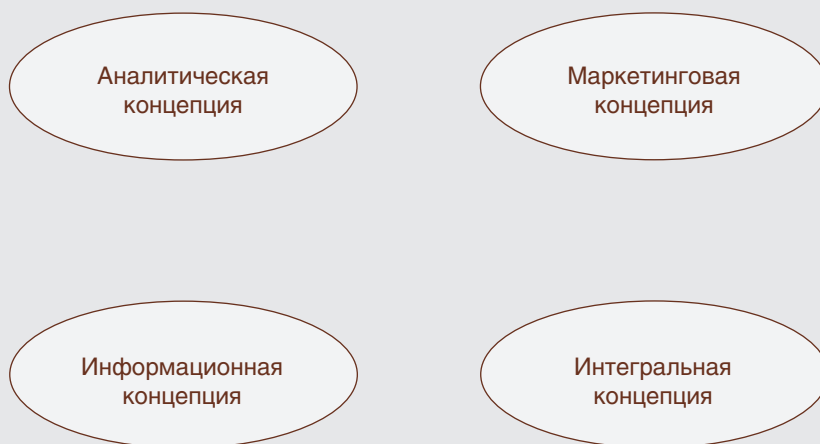 Аналитическая
концепция
Маркетинговая
концепция
Информационная
концепция
Интегральная
концепция